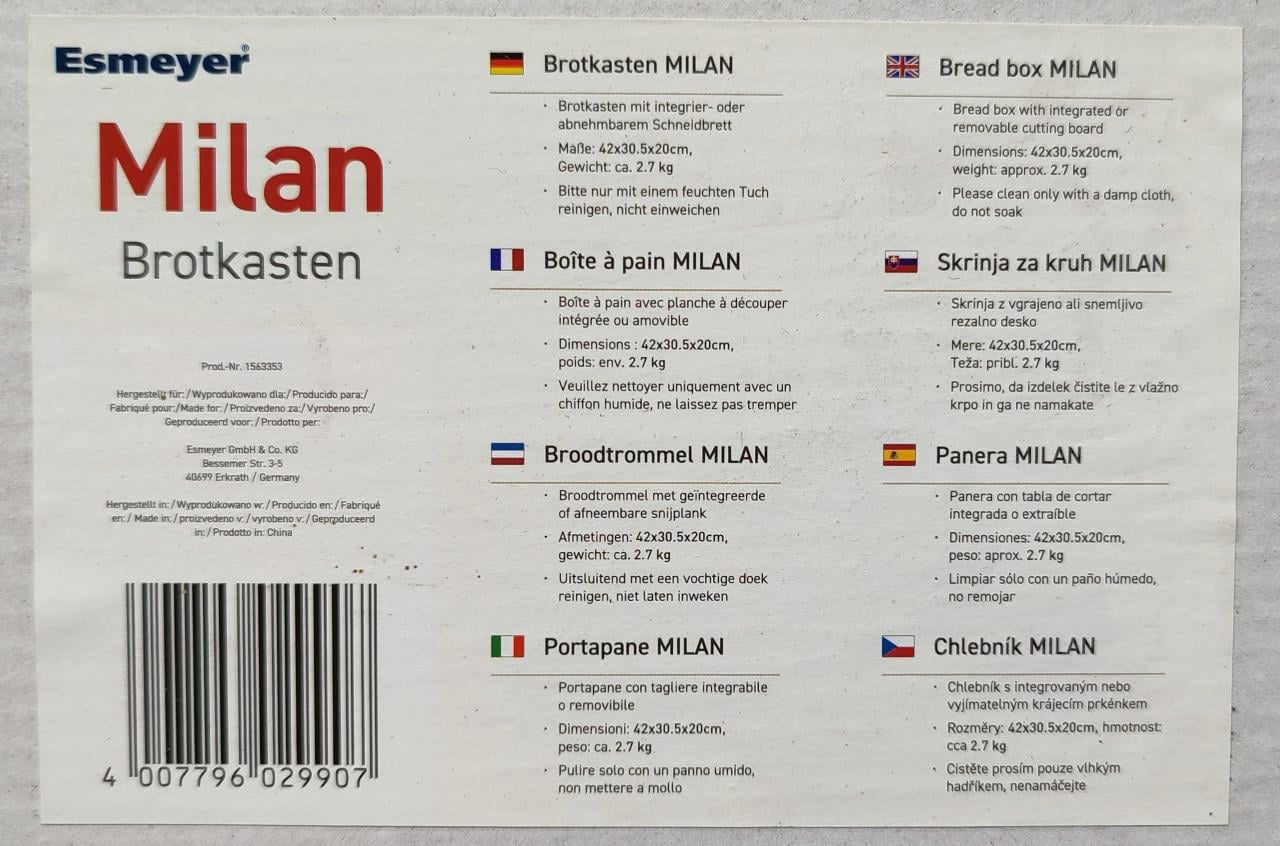 Esmeyer®
Milan
Brotkasten
Prod.-Nr. 1563353
Hergestellt für:/Wyprodukowano dla:/Producido para:/
Fabriqué pour:/Made for:/Proizvedeno za:/Vyrobeno pro:/
Geproduceerd voor:/Prodotto per:
Esmeyer GmbH & Co. KG
Bessemer Str. 3-5
40699 Erkrath / Germany
Hergestellt in:/Wyprodukowano w:/Producido en:/Fabriqué
en:/ Made in:/proizvedeno v:/vyrobeno v:/Geproduceerd
in:/Prodotto in: China
4 007796 029907
Brotkasten MILAN
· Brotkasten mit integrier- oder
abnehmbarem Schneidbrett
· Maße: 42x30.5x20cm,
Gewicht: ca. 2.7 kg
· Bitte nur mit einem feuchten Tuch
reinigen, nicht einweichen
Boîte à pain MILAN
· Boîte à pain avec planche à découper
intégrée ou amovible
· Dimensions : 42x30.5x20cm,
poids: env. 2.7 kg
· Veuillez nettoyer uniquement avec un
chiffon humide, ne laissez pas tremper
Broodtrommel MILAN
· Broodtrommel met geïntegreerde
of afneembare snijplank
· Afmetingen: 42x30.5x20cm,
gewicht: ca. 2.7 kg
· Uitsluitend met een vochtige doek
reinigen, niet laten inweken
Portapane MILAN
· Portapane con tagliere integrabile
o removibile
· Dimensioni: 42x30.5x20cm,
peso: ca. 2.7 kg
· Pulire solo con un panno umido,
non mettere a mollo
Bread box MILAN
· Bread box with integrated or
removable cutting board
· Dimensions: 42x30.5x20cm,
weight: approx. 2.7 kg
· Please clean only with a damp cloth,
do not soak
Skrinja za kruh MILAN
· Skrinja z vgrajeno ali snemljivo
rezalno desko
· Mere: 42x30.5x20cm,
Teža: pribl. 2.7 kg
· Prosimo, da izdelek čistite le z vlažno
krpo in ga ne namakate
Panera MILAN
· Panera con tabla de cortar
integrada o extraíble
· Dimensiones: 42x30.5x20cm,
peso: aprox. 2.7 kg
· Limpiar sólo con un paño húmedo,
no remojar
Chlebník MILAN
· Chlebník s integrovaným nebo
vyjímatelným krájecím prkénkem
· Rozměry: 42x30.5x20cm, hmotnost:
cca 2.7 kg
· Cistěte prosím pouze vlhkým
hadříkem, nenamáčejte